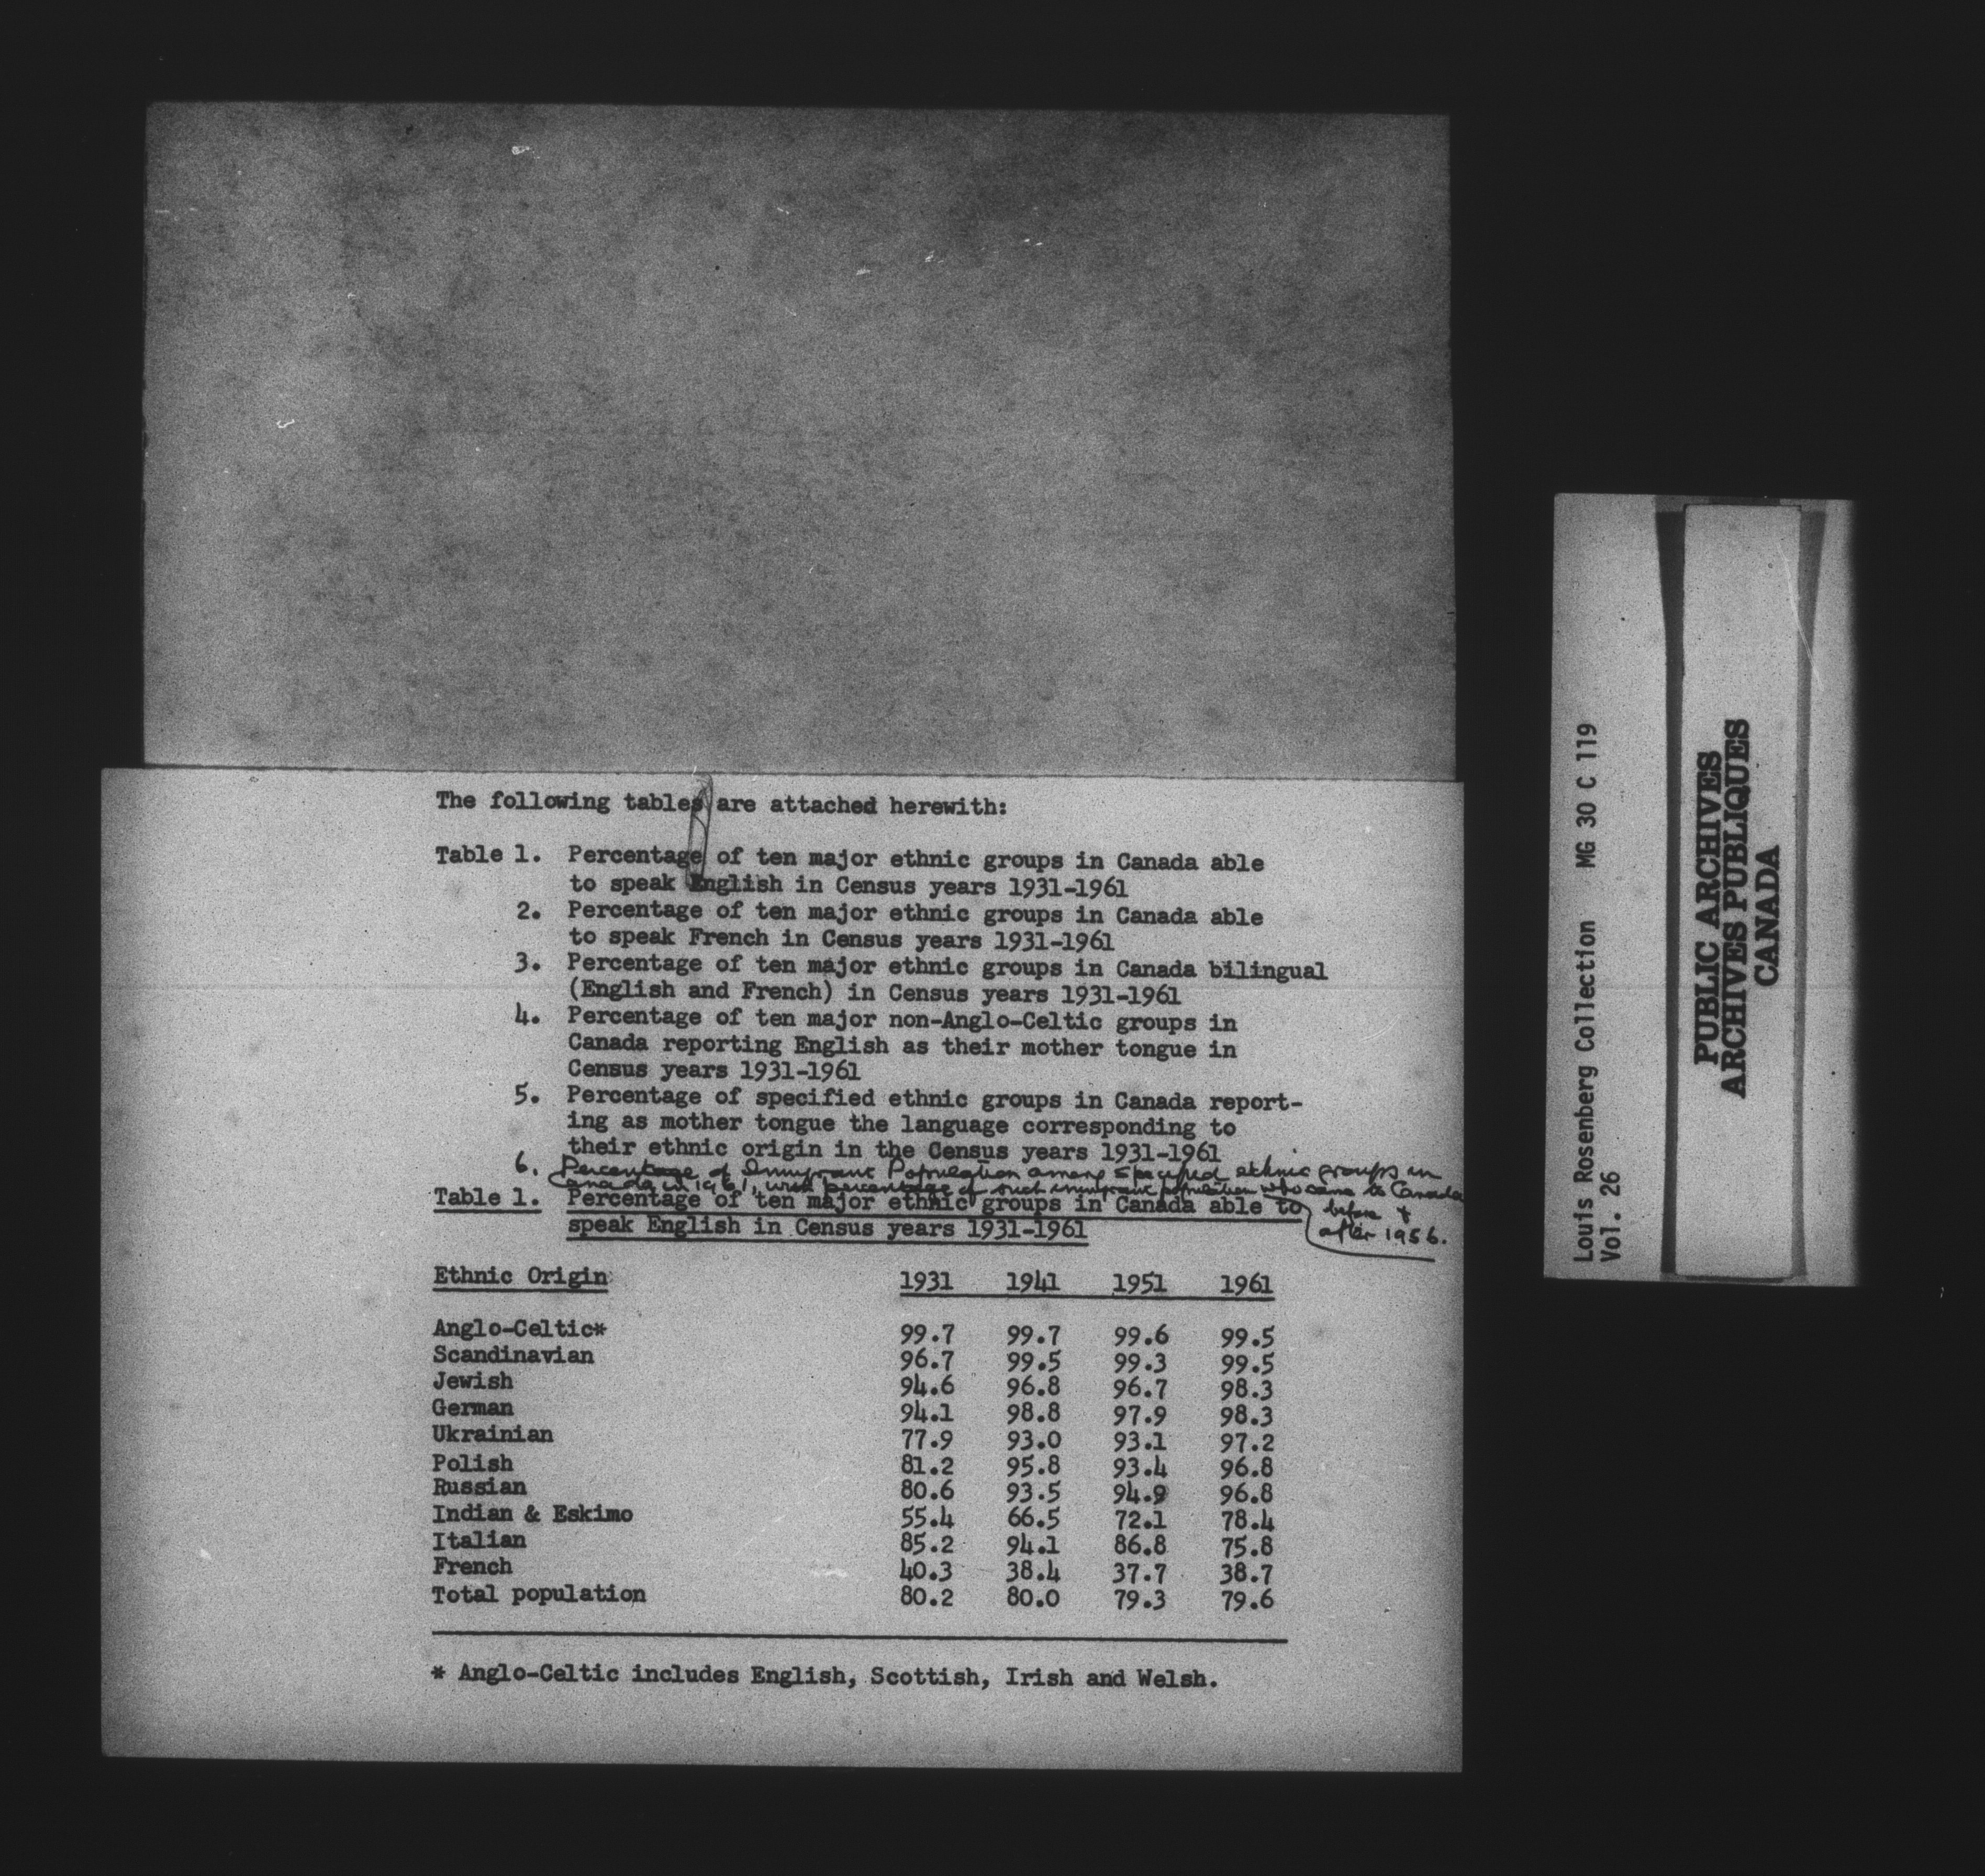 The following tables are attached herewith:
Table 1. Percentage of ten major ethnic groups in Canada able
to speak English in Census years 1931-1961
2. Percentage of ten major ethnic groups in Canada able
to speak French in Census years 1931-1961
3. Percentage of ten major ethnic groups in Canada bilingual
(English and French) in Census years 1931-1961
4. Percentage of ten major non-Anglo-Celtic groups in
Canada reporting English as their mother tongue in
Census years 1931-1961
5. Percentage of specified ethnic groups in Canada report-
ing as mother tongue the language corresponding to
their ethnic origin in the Census years 1931-1961
6. Percentage of Immigrant Population among specified ethnic groups in
Canada in 1961, with percentage of such immigrant population who came to Canada
before &
after 1956.
Table 1. Percentage of ten major ethnic groups in Canada able to
speak English in Census years 1931-1961
Ethnic Origin 1931 1941 1951 1961
Anglo-Celtic* 99.7 99.7 99.6 99.5
Scandinavian 96.7 99.5 99.3 99.5
Jewish 94.6 96.8 96.7 98.3
German 94.1 98.8 97.9 98.3
Ukrainian 77.9 93.0 93.1 97.2
Polish 81.2 95.8 93.4 96.8
Russian 80.6 93.5 94.9 96.8
Indian & Eskimo 55.4 66.5 72.1 78.4
Italian 85.2 94.1 86.8 75.8
French 40.3 38.4 37.7 38.7
Total population 80.2 80.0 79.3 79.6
* Anglo-Celtic includes English, Scottish, Irish and Welsh.
Louis Rosenberg Collection MG 30 C 119
Vol. 26
PUBLIC ARCHIVES
ARCHIVES PUBLIQUES
CANADA